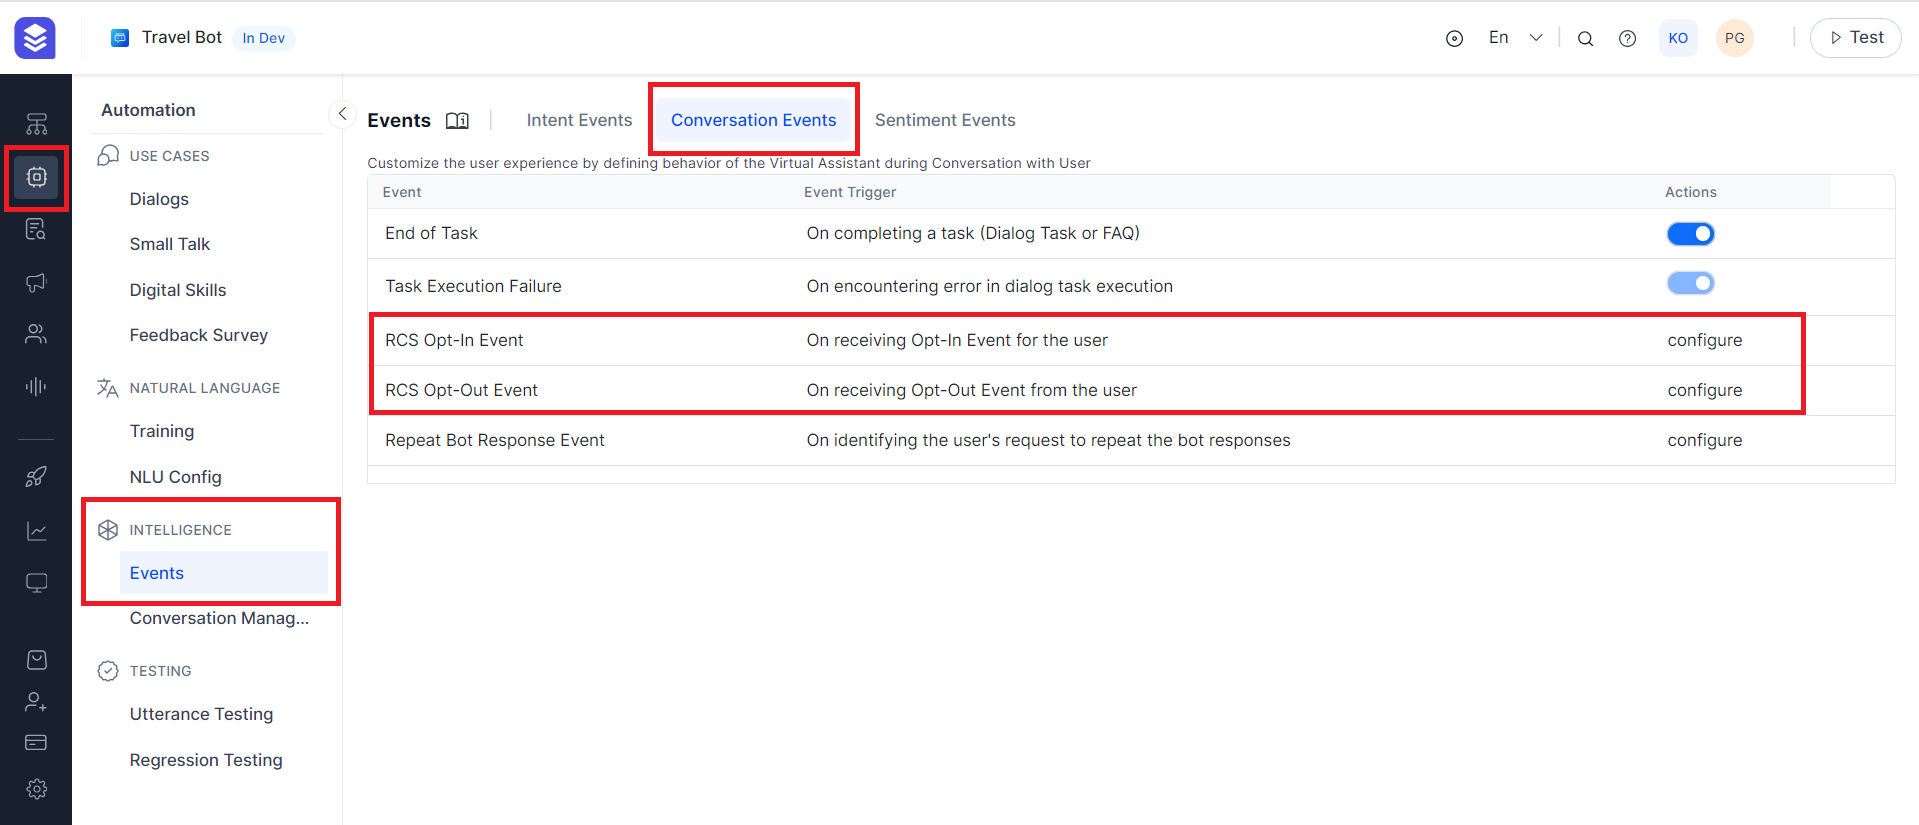 Travel Bot In Dev
En KO PG Test
Automation
USE CASES
Dialogs
Small Talk
Digital Skills
Feedback Survey
NATURAL LANGUAGE
Training
NLU Config
INTELLIGENCE
Events
Conversation Manag...
TESTING
Utterance Testing
Regression Testing
Events Intent Events Conversation Events Sentiment Events
Customize the user experience by defining behavior of the Virtual Assistant during Conversation with User
Event Event Trigger Actions
End of Task On completing a task (Dialog Task or FAQ)
Task Execution Failure On encountering error in dialog task execution
RCS Opt-In Event On receiving Opt-In Event for the user configure
RCS Opt-Out Event On receiving Opt-Out Event from the user configure
Repeat Bot Response Event On identifying the user's request to repeat the bot responses configure